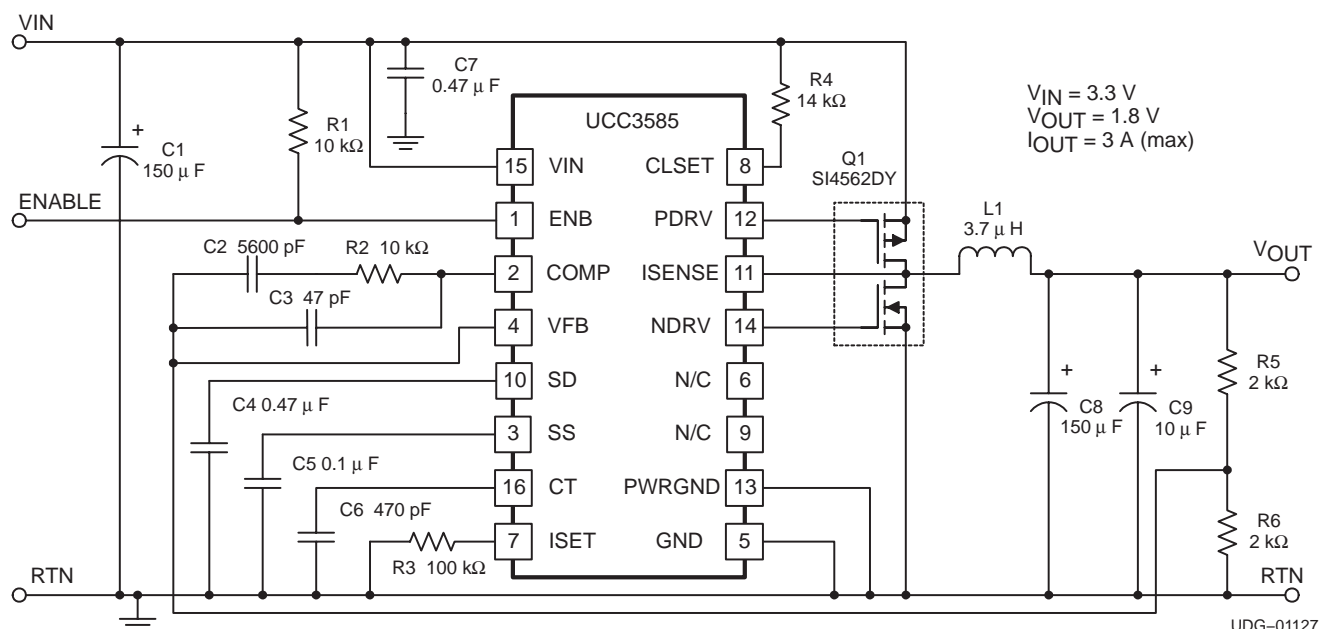 VIN
C7
0.47 μ F
R4
14 kΩ
VIN = 3.3 V
VOUT = 1.8 V
IOUT = 3 A (max)
UCC3585
+
C1
150 μ F
R1
10 kΩ
15 VIN
CLSET 8
Q1
SI4562DY
ENABLE
1 ENB
PDRV 12
L1
3.7 μ H
C2 5600 pF
R2 10 kΩ
VOUT
2 COMP
ISENSE 11
C3 47 pF
4 VFB
NDRV 14
10 SD
N/C 6
+
C8
150 μ F
+
C9
10 μ F
R5
2 kΩ
C4 0.47 μ F
3 SS
N/C 9
C5 0.1 μ F
16 CT
PWRGND 13
C6 470 pF
7 ISET
GND 5
R6
2 kΩ
R3 100 kΩ
RTN
RTN
UDG–01127